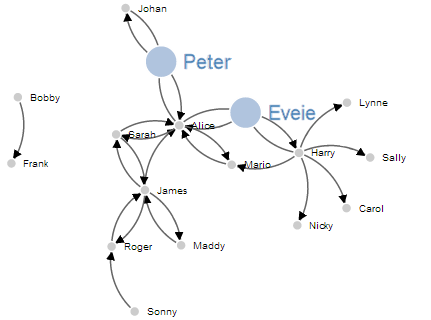 Johan
Peter
Bobby
Lynne
Eveie
Alice
Sarah
Harry
Sally
Frank
Mario
James
Carol
Nicky
Roger
Maddy
Sonny